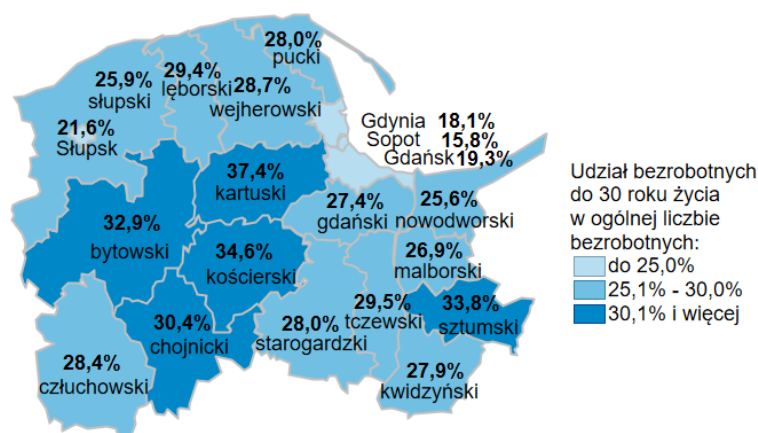 28,0%
pucki
29,4%
lęborski
25,9%
słupski
28,7%
wejherowski
21,6%
Słupsk
Gdynia 18,1%
Sopot 15,8%
Gdańsk 19,3%
37,4%
kartuski
27,4%
gdański
25,6%
nowodworski
32,9%
bytowski
34,6%
kościerski
26,9%
malborski
30,4%
chojnicki
28,0%
starogardzki
29,5%
tczewski
33,8%
sztumski
28,4%
człuchowski
27,9%
kwidzyński
Udział bezrobotnych
do 30 roku życia
w ogólnej liczbie
bezrobotnych:
do 25,0%
25,1% - 30,0%
30,1% i więcej